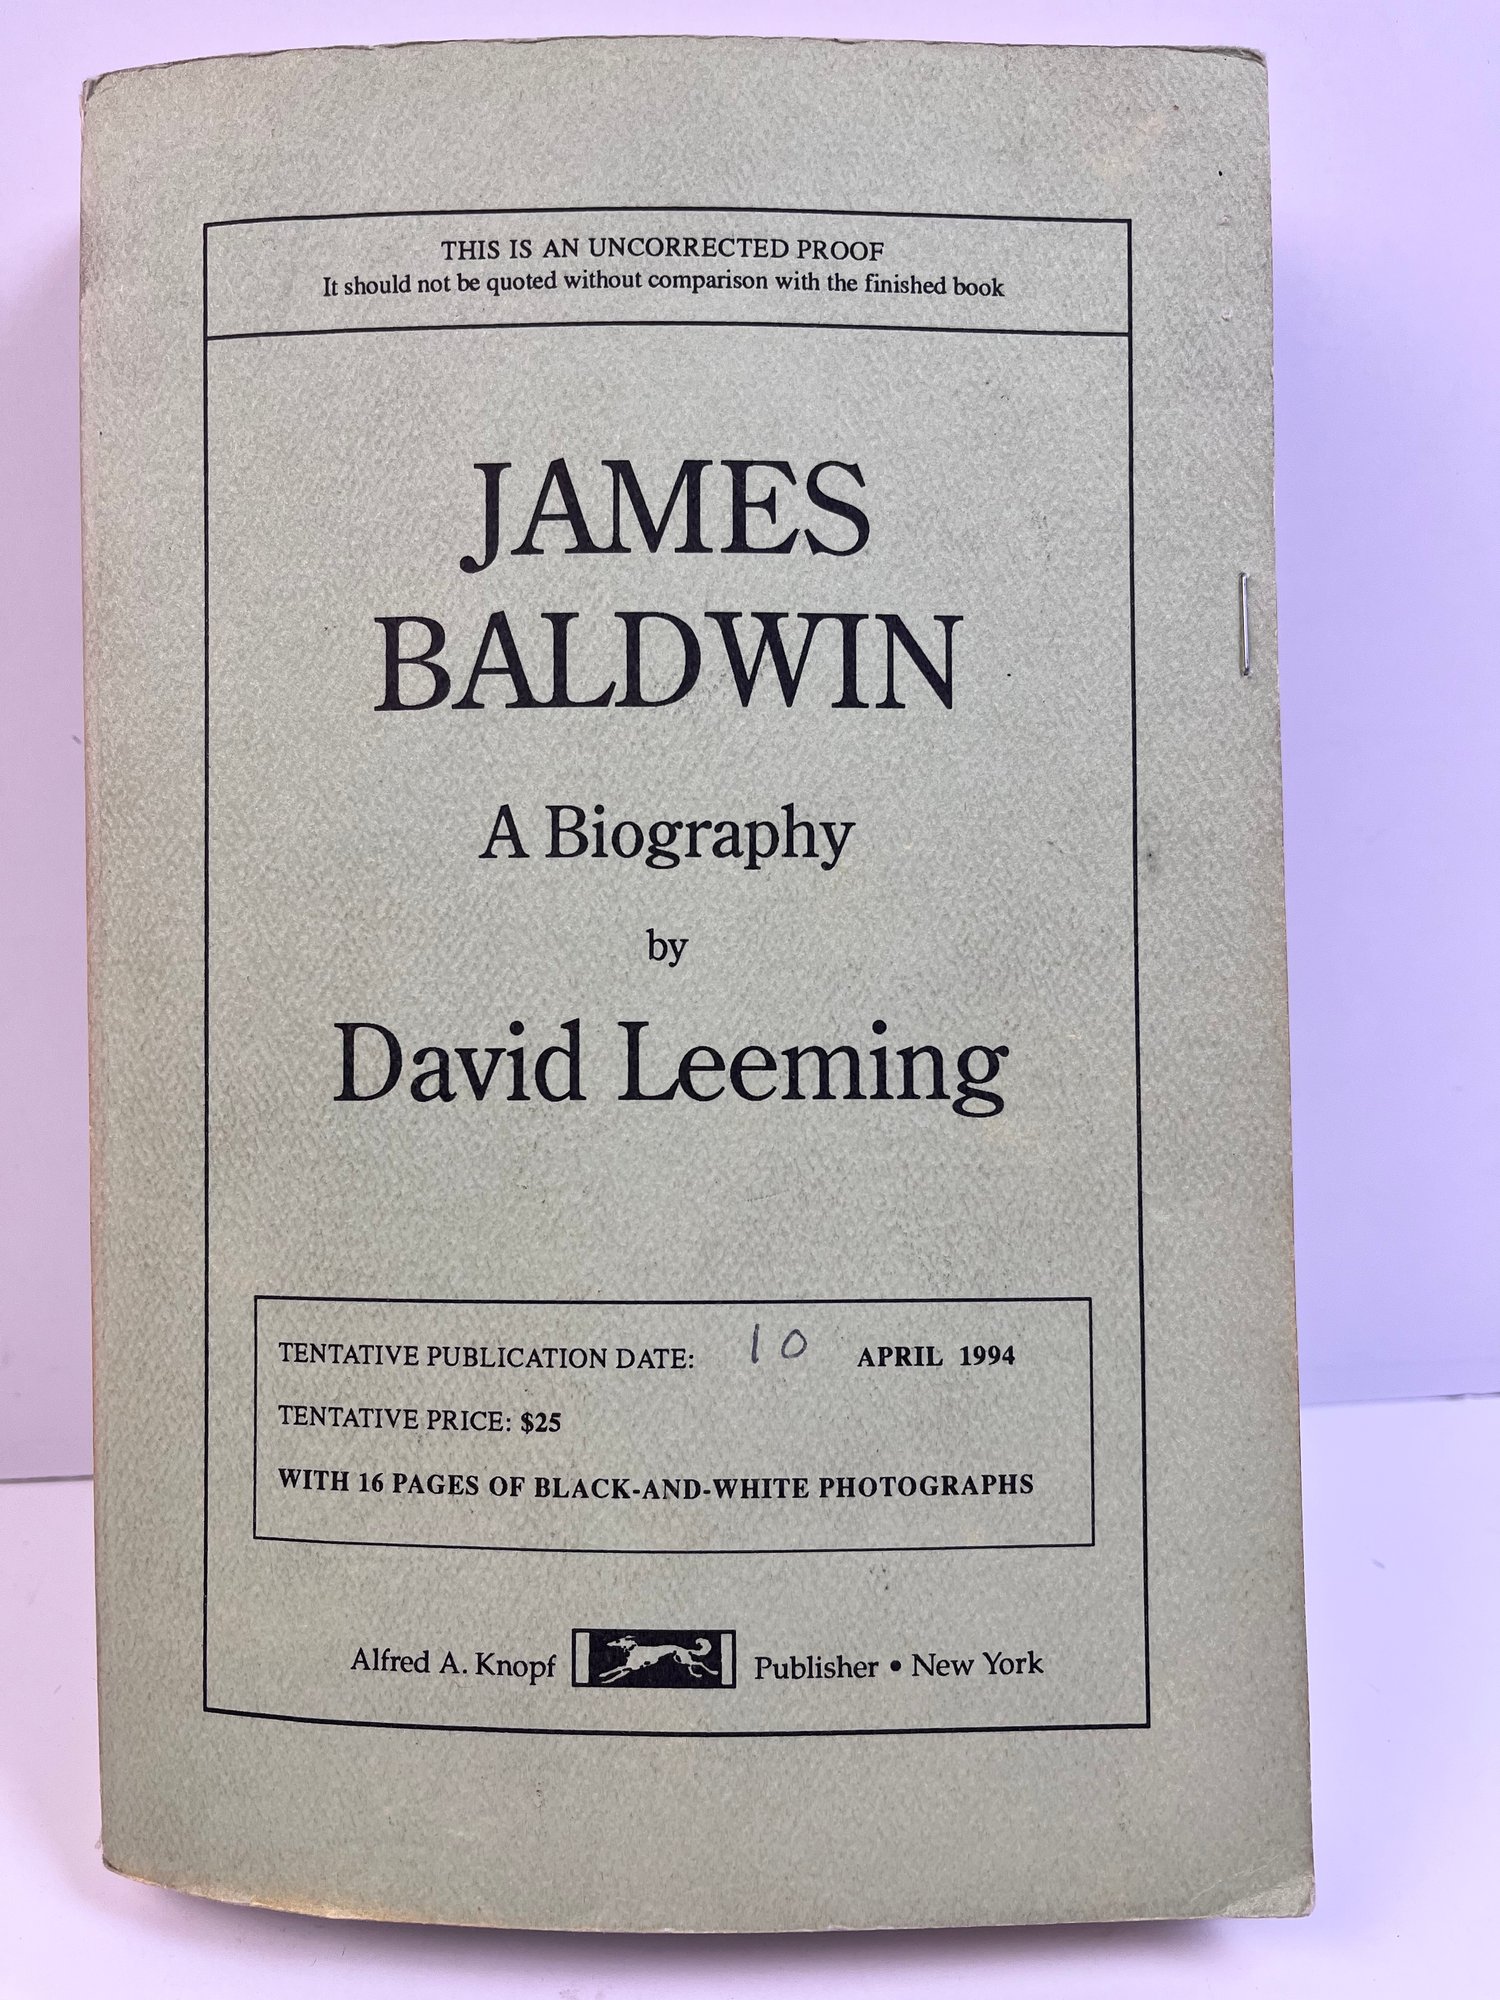 THIS IS AN UNCORRECTED PROOF
It should not be quoted without comparison with the finished book
JAMES
BALDWIN
A Biography
by
David Leeming
TENTATIVE PUBLICATION DATE: 10 APRIL 1994
TENTATIVE PRICE: $25
WITH 16 PAGES OF BLACK-AND-WHITE PHOTOGRAPHS
Alfred A. Knopf Publisher • New York